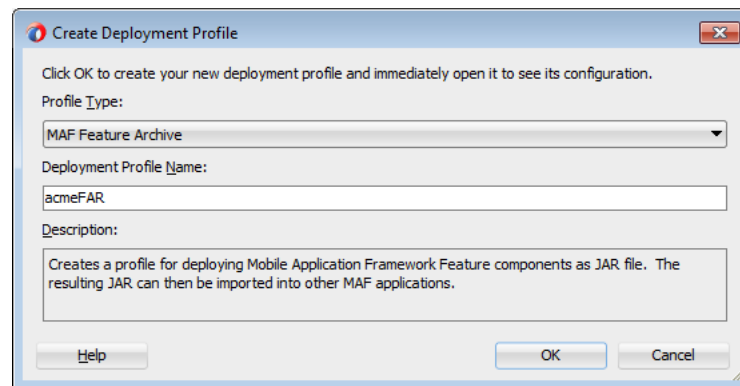 Create Deployment Profile
Click OK to create your new deployment profile and immediately open it to see its configuration.
Profile Type:
MAF Feature Archive
Deployment Profile Name:
acmeFAR
Description:
Creates a profile for deploying Mobile Application Framework Feature components as JAR file.  The
resulting JAR can then be imported into other MAF applications.
Help OK Cancel